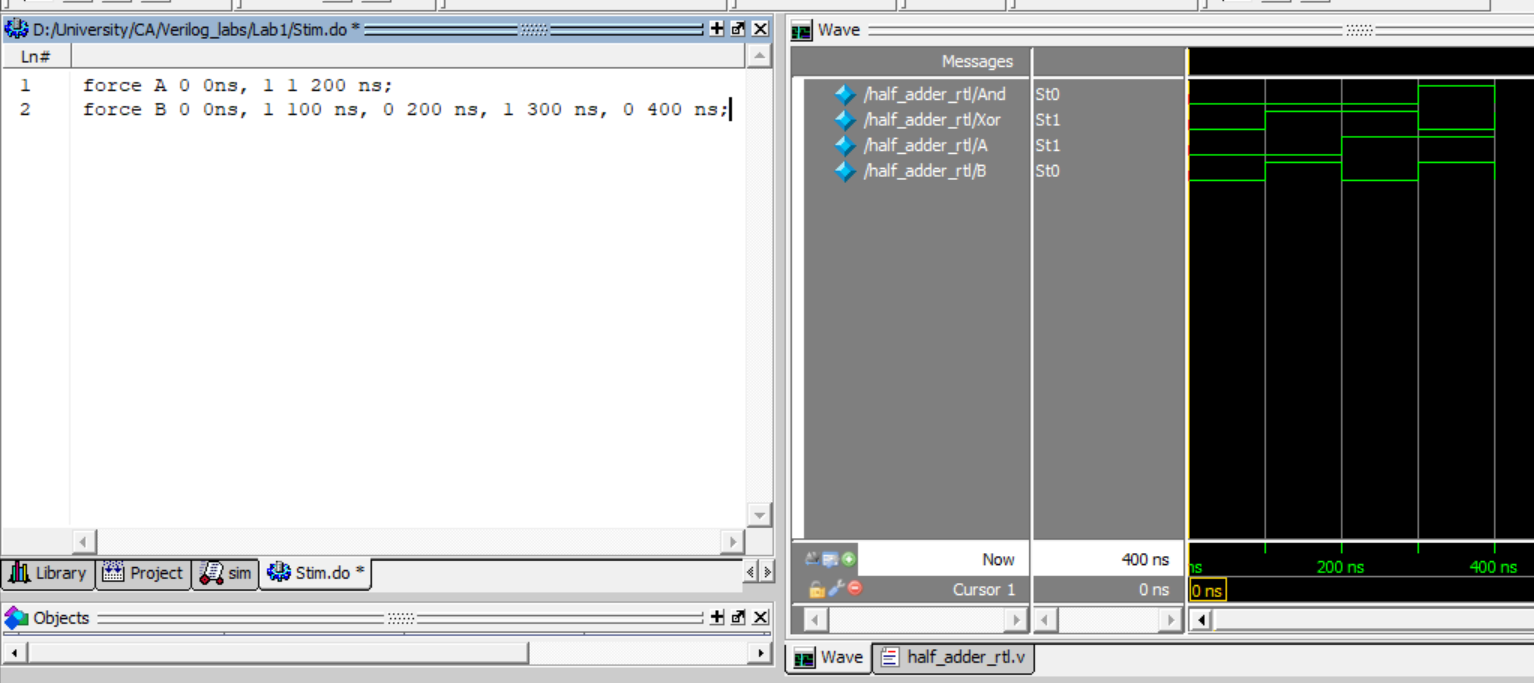 D:/University/CA/Verilog_labs/Lab1/Stim.do *
Ln#
1 force A 0 0ns, 1 1 200 ns;
2 force B 0 0ns, 1 100 ns, 0 200 ns, 1 300 ns, 0 400 ns;
Library Project sim Stim.do *
Objects
Wave
Messages
/half_adder_rtl/And St0
/half_adder_rtl/Xor St1
/half_adder_rtl/A St1
/half_adder_rtl/B St0
Now 400 ns
ns 200 ns 400 ns
Cursor 1 0 ns
0 ns
Wave half_adder_rtl.v